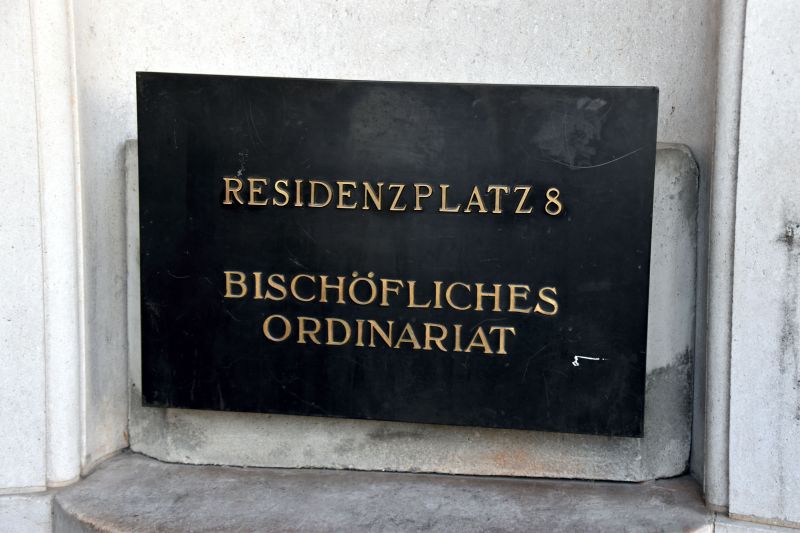 RESIDENZPLATZ 8
BISCHÖFLICHES
ORDINARIAT